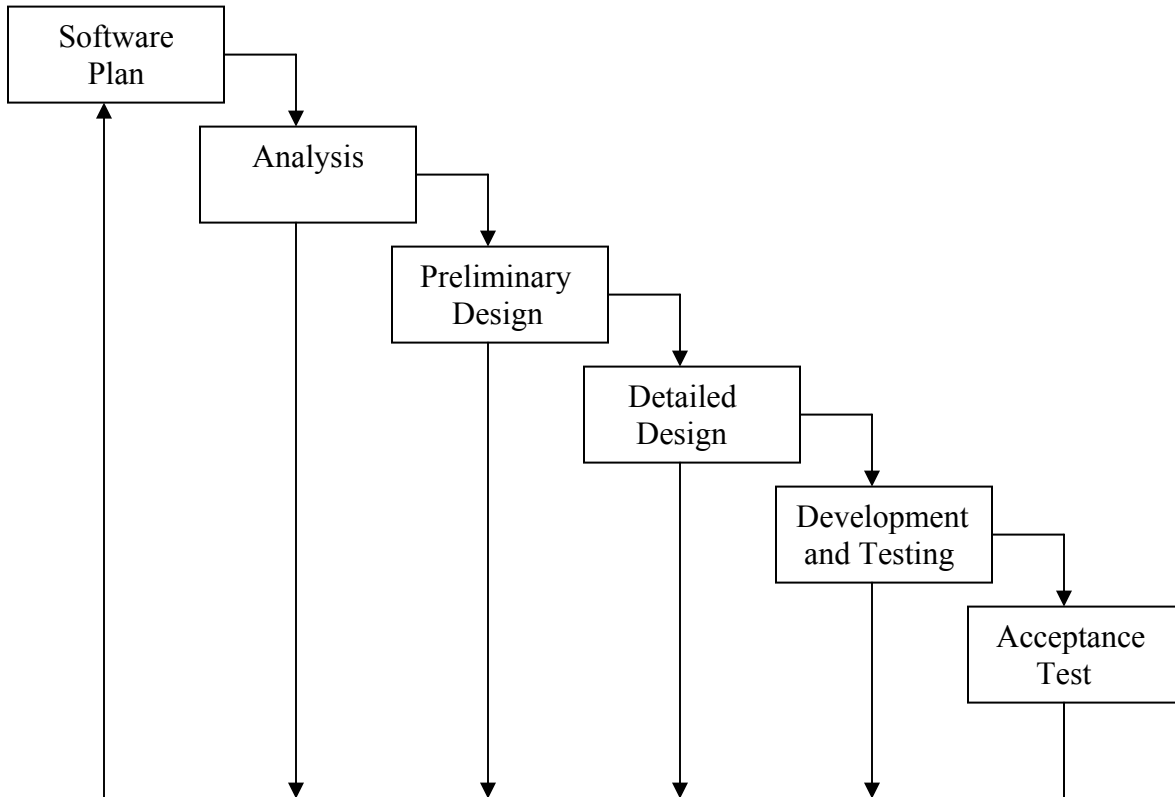 Software
Plan
Analysis
Preliminary
Design
Detailed
Design
Development
and Testing
Acceptance
Test